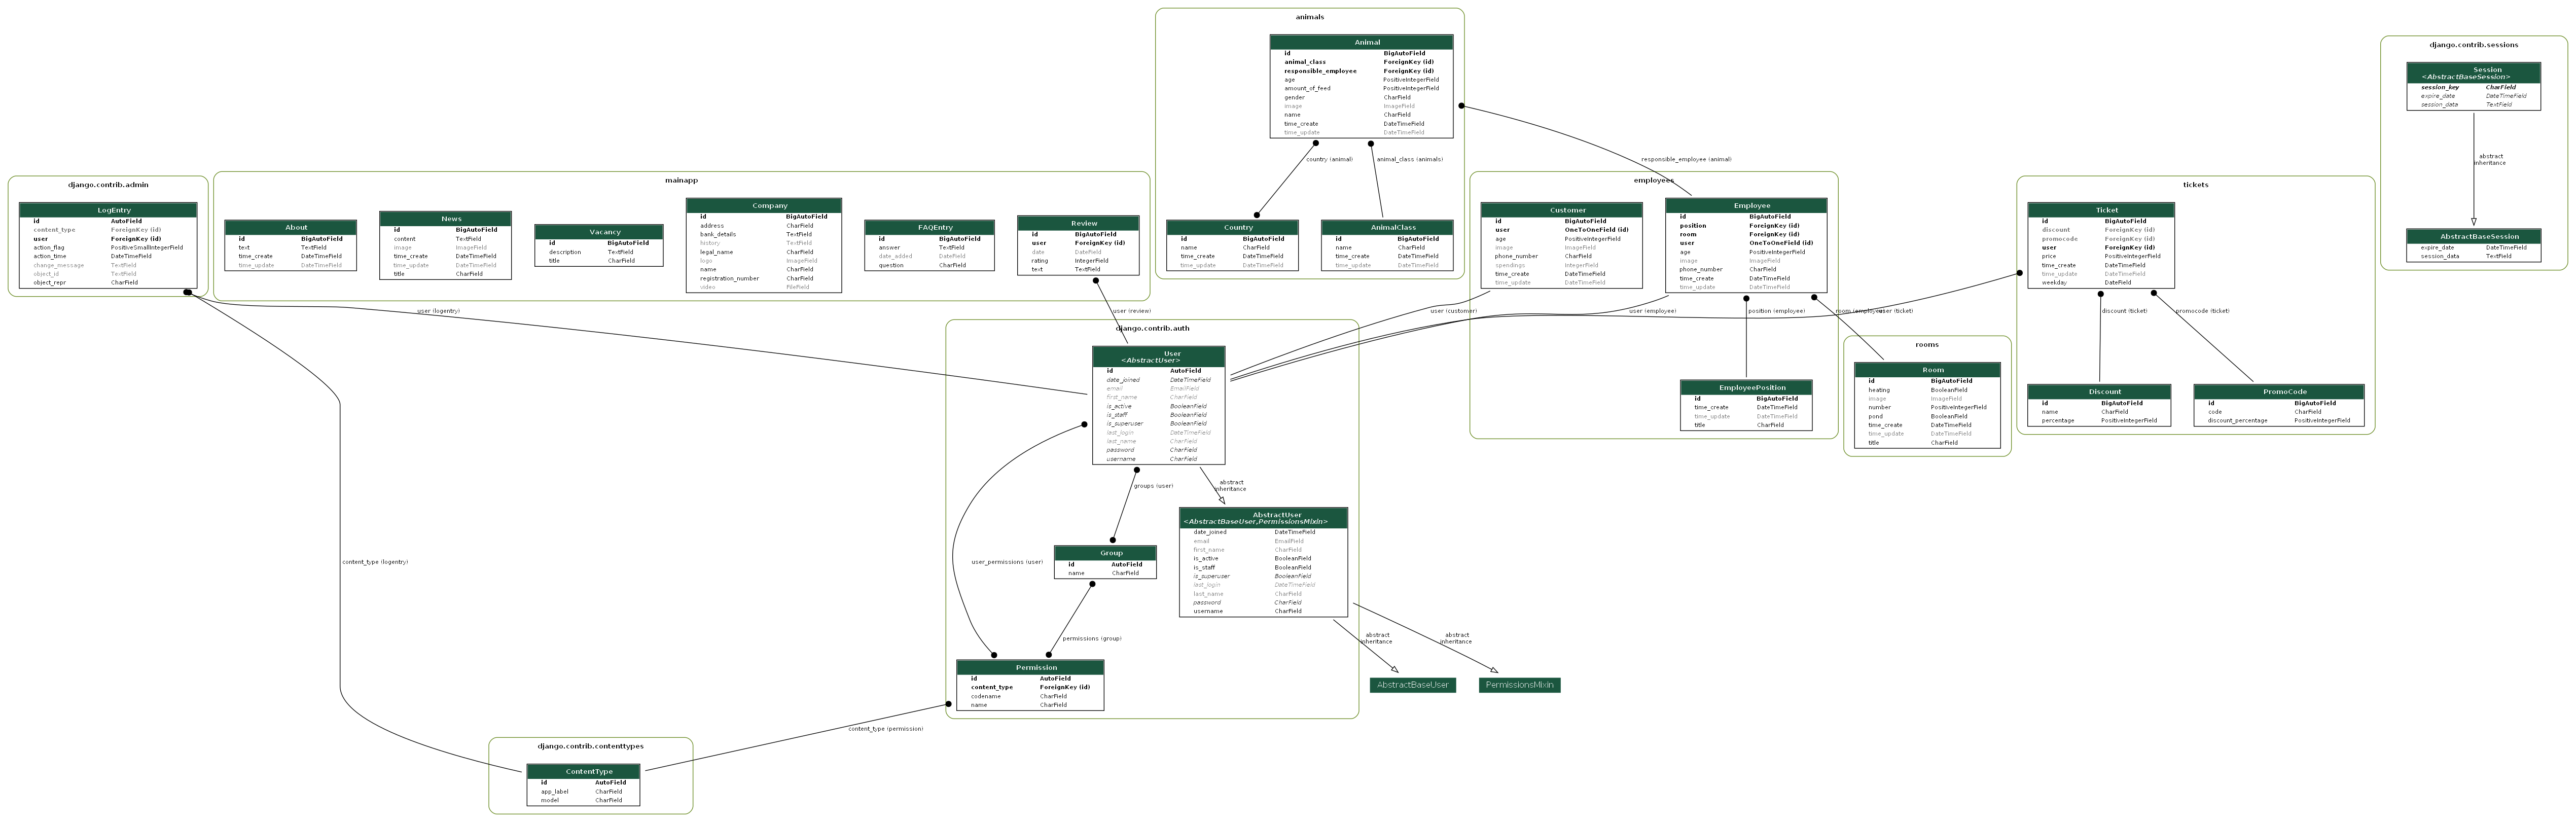 animals
Animal
id BigAutoField
animal_class ForeignKey (id)
responsible_employee ForeignKey (id)
age PositiveIntegerField
amount_of_feed PositiveIntegerField
gender CharField
image ImageField
name CharField
time_create DateTimeField
time_update DateTimeField
country (animal)
animal_class (animals)
responsible_employee (animal)
Country
id BigAutoField
name CharField
time_create DateTimeField
time_update DateTimeField
AnimalClass
id BigAutoField
name CharField
time_create DateTimeField
time_update DateTimeField
django.contrib.sessions
Session
<AbstractBaseSession>
session_key CharField
expire_date DateTimeField
session_data TextField
abstract
inheritance
AbstractBaseSession
expire_date DateTimeField
session_data TextField
django.contrib.admin
LogEntry
id AutoField
content_type ForeignKey (id)
user ForeignKey (id)
action_flag PositiveSmallIntegerField
action_time DateTimeField
change_message TextField
object_id TextField
object_repr CharField
mainapp
About
id BigAutoField
text TextField
time_create DateTimeField
time_update DateTimeField
News
id BigAutoField
content TextField
image ImageField
time_create DateTimeField
time_update DateTimeField
title CharField
Vacancy
id BigAutoField
description TextField
title CharField
Company
id BigAutoField
address CharField
bank_details TextField
history TextField
legal_name CharField
logo ImageField
name CharField
registration_number CharField
video FileField
FAQEntry
id BigAutoField
answer TextField
date_added DateField
question CharField
Review
id BigAutoField
user ForeignKey (id)
date DateField
rating IntegerField
text TextField
employees
Customer
id BigAutoField
user OneToOneField (id)
age PositiveIntegerField
image ImageField
phone_number CharField
spendings IntegerField
time_create DateTimeField
time_update DateTimeField
Employee
id BigAutoField
position ForeignKey (id)
room ForeignKey (id)
user OneToOneField (id)
age PositiveIntegerField
image ImageField
phone_number CharField
time_create DateTimeField
time_update DateTimeField
tickets
Ticket
id BigAutoField
discount ForeignKey (id)
promocode ForeignKey (id)
user ForeignKey (id)
price PositiveIntegerField
time_create DateTimeField
time_update DateTimeField
weekday DateField
user (logentry)
user (review)
user (customer)
user (employee)
position (employee)
room (employee)
user (ticket)
discount (ticket)
promocode (ticket)
EmployeePosition
id BigAutoField
time_create DateTimeField
time_update DateTimeField
title CharField
rooms
Room
id BigAutoField
heating BooleanField
image ImageField
number PositiveIntegerField
pond BooleanField
time_create DateTimeField
time_update DateTimeField
title CharField
Discount
id BigAutoField
name CharField
percentage PositiveIntegerField
PromoCode
id BigAutoField
code CharField
discount_percentage PositiveIntegerField
django.contrib.auth
User
<AbstractUser>
id AutoField
date_joined DateTimeField
email EmailField
first_name CharField
is_active BooleanField
is_staff BooleanField
is_superuser BooleanField
last_login DateTimeField
last_name CharField
password CharField
username CharField
groups (user)
abstract
inheritance
AbstractUser
<AbstractBaseUser,PermissionsMixin>
date_joined DateTimeField
email EmailField
first_name CharField
is_active BooleanField
is_staff BooleanField
is_superuser BooleanField
last_login DateTimeField
last_name CharField
password CharField
username CharField
Group
id AutoField
name CharField
content_type (logentry)
user_permissions (user)
permissions (group)
abstract
inheritance
abstract
inheritance
Permission
id AutoField
content_type ForeignKey (id)
codename CharField
name CharField
AbstractBaseUser
PermissionsMixin
content_type (permission)
django.contrib.contenttypes
ContentType
id AutoField
app_label CharField
model CharField